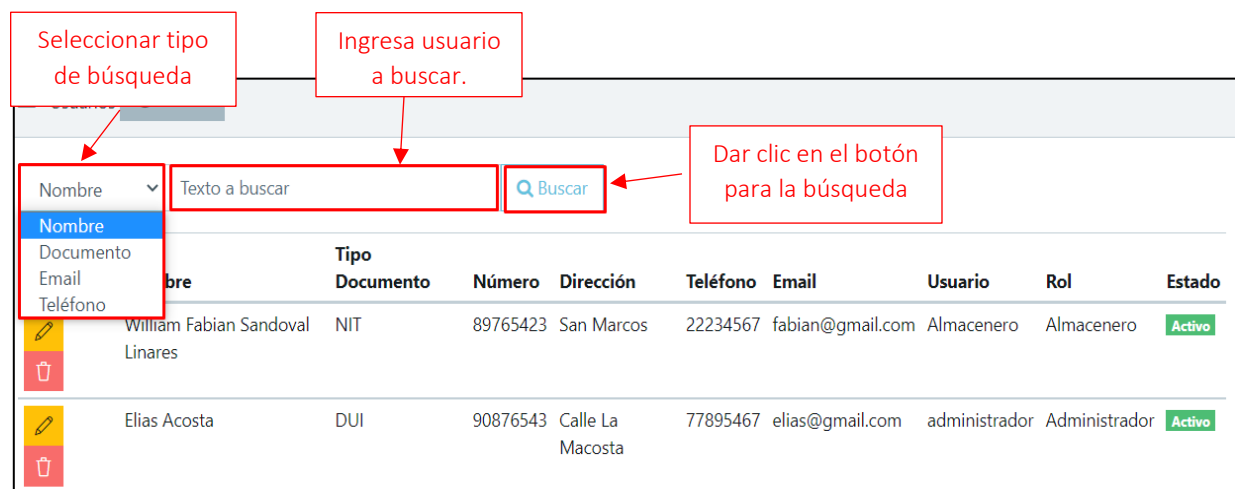 Seleccionar tipo
de búsqueda
Ingresa usuario
a buscar.
Usuarios
Dar clic en el botón
para la búsqueda
Nombre
Texto a buscar
Buscar
Nombre
Documento
Email
Teléfono
bre
Tipo
Documento
Número
Dirección
Teléfono
Email
Usuario
Rol
Estado
William Fabian Sandoval
Linares
NIT
89765423
San Marcos
22234567
fabian@gmail.com
Almacenero
Almacenero
Activo
Elias Acosta
DUI
90876543
Calle La
Macosta
77895467
elias@gmail.com
administrador
Administrador
Activo